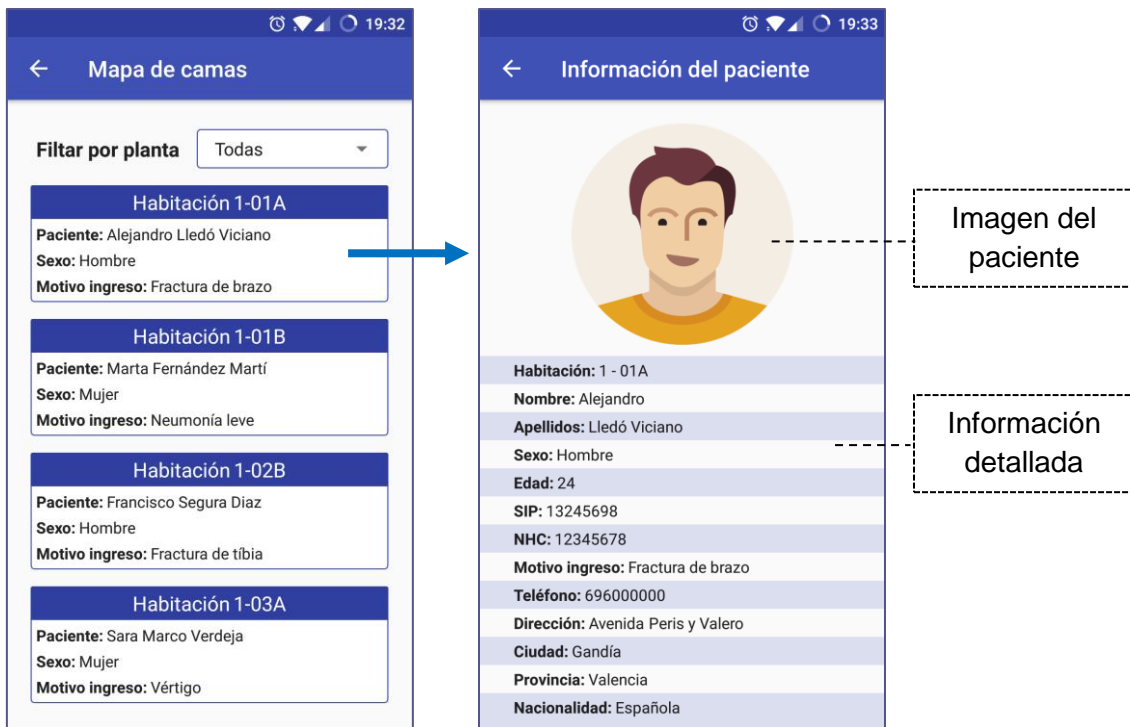 19:32
Mapa de camas
Filtar por planta Todas
Habitación 1-01A
Paciente: Alejandro Lledó Viciano
Sexo: Hombre
Motivo ingreso: Fractura de brazo
Habitación 1-01B
Paciente: Marta Fernández Martí
Sexo: Mujer
Motivo ingreso: Neumonía leve
Habitación 1-02B
Paciente: Francisco Segura Diaz
Sexo: Hombre
Motivo ingreso: Fractura de tíbia
Habitación 1-03A
Paciente: Sara Marco Verdeja
Sexo: Mujer
Motivo ingreso: Vértigo
19:33
Información del paciente
Habitación: 1 - 01A
Nombre: Alejandro
Apellidos: Lledó Viciano
Sexo: Hombre
Edad: 24
SIP: 13245698
NHC: 12345678
Motivo ingreso: Fractura de brazo
Teléfono: 696000000
Dirección: Avenida Peris y Valero
Ciudad: Gandía
Provincia: Valencia
Nacionalidad: Española
Imagen del
paciente
Información
detallada